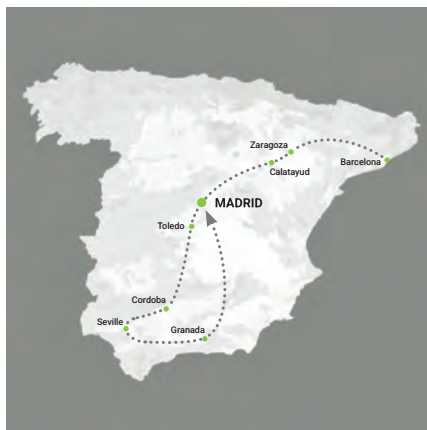 Zaragoza
Barcelona
Calatayud
MADRID
Toledo
Cordoba
Seville
Granada